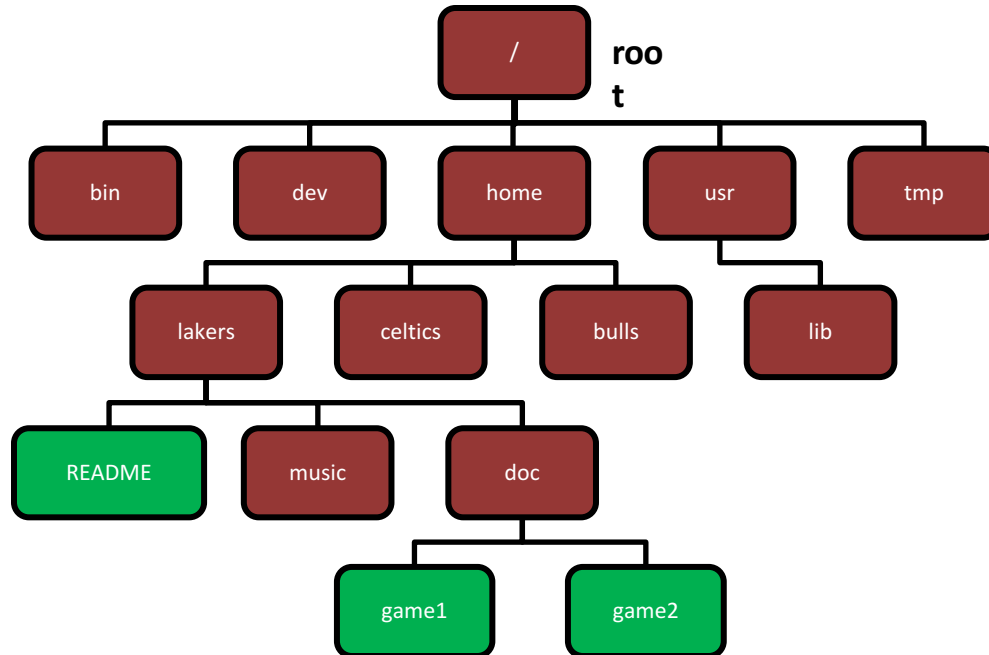 /
roo
t
bin
dev
home
usr
tmp
lakers
celtics
bulls
lib
README
music
doc
game1
game2